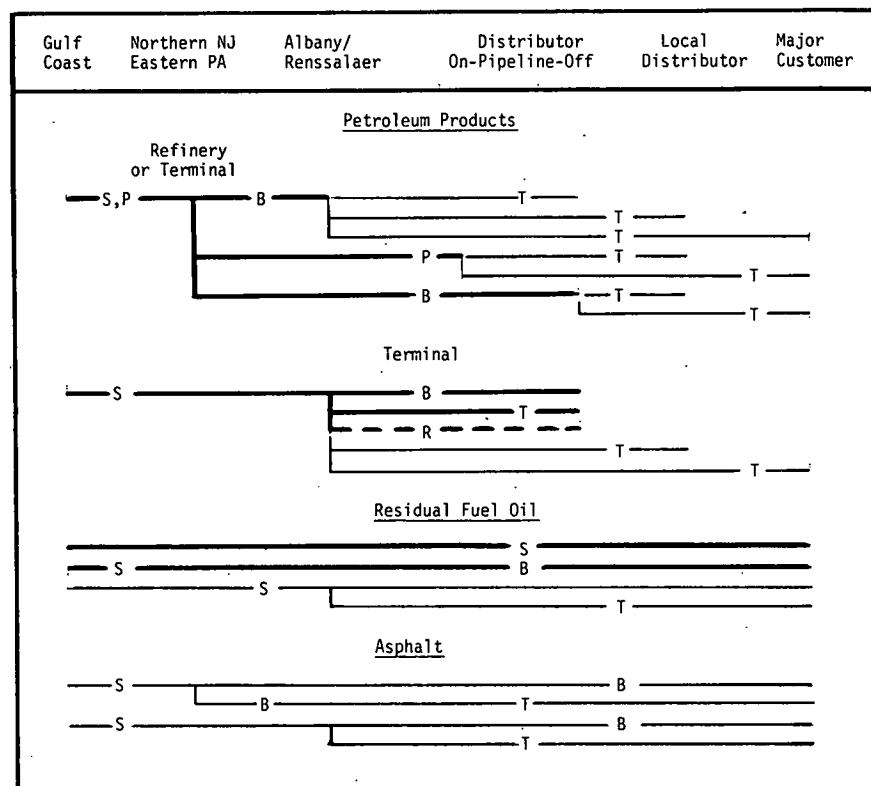 Gulf Northern NJ Albany/ Distributor Local Major
Coast Eastern PA Renssalaer On-Pipeline-Off Distributor Customer
Petroleum Products
Refinery
or Terminal
S,P B T
T
T
P T
T
B T
T
Terminal
S B
T
R
T
T
Residual Fuel Oil
S
S B
S
T
Asphalt
S B
B T
S B
T